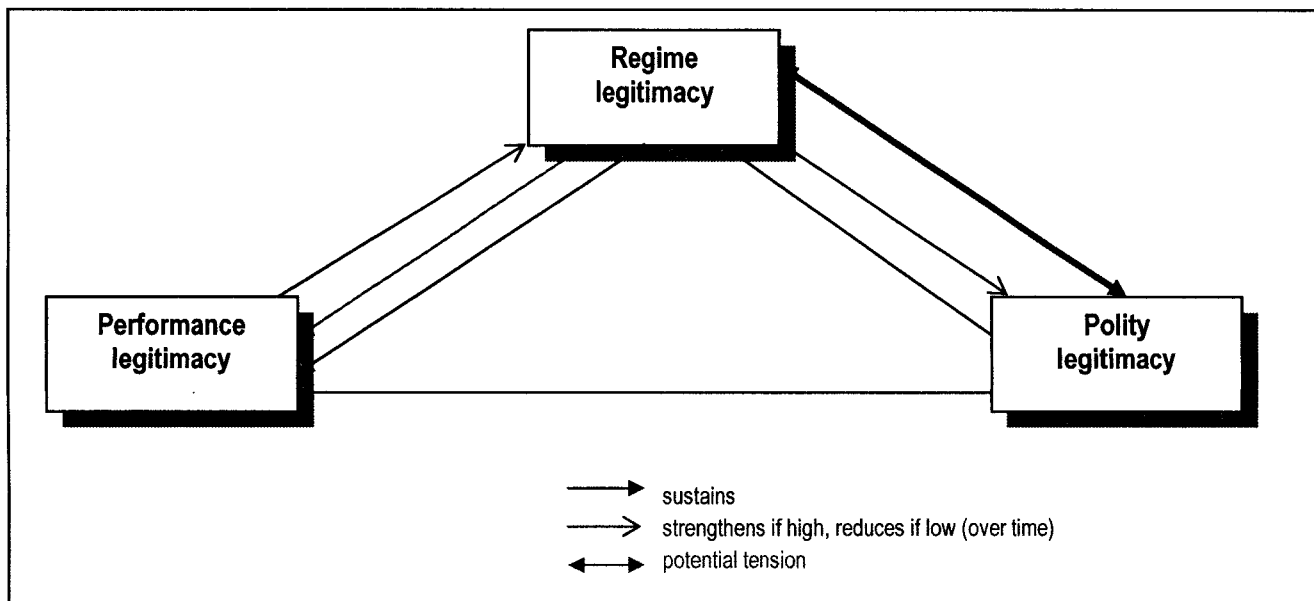 Regime
legitimacy
Performance
legitimacy
Polity
legitimacy
sustains
strengthens if high, reduces if low (over time)
potential tension